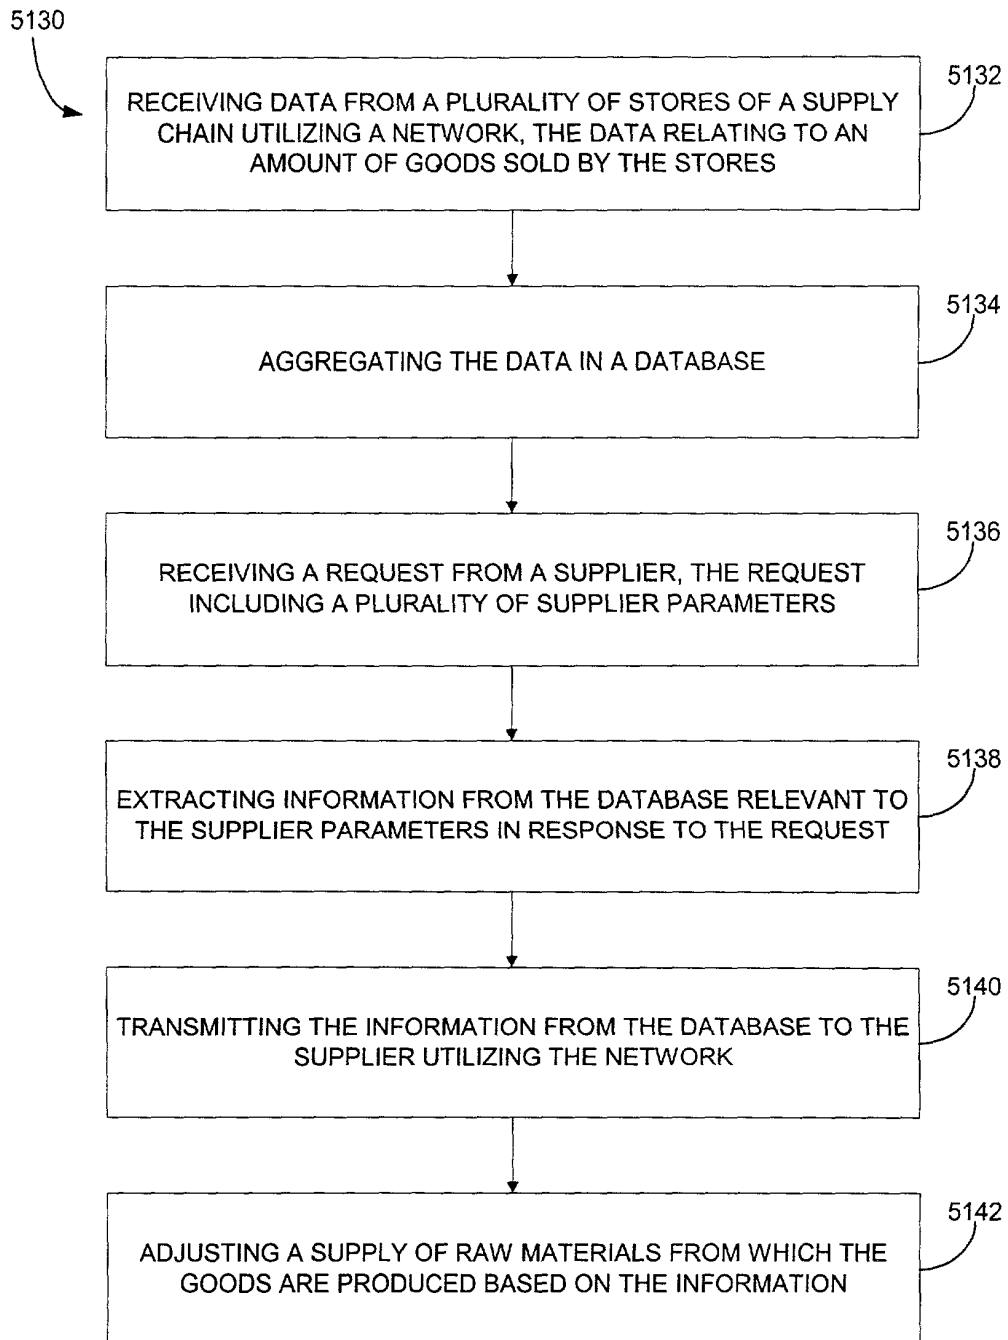 5130
5132
RECEIVING DATA FROM A PLURALITY OF STORES OF A SUPPLY
CHAIN UTILIZING A NETWORK, THE DATA RELATING TO AN
AMOUNT OF GOODS SOLD BY THE STORES
5134
AGGREGATING THE DATA IN A DATABASE
5136
RECEIVING A REQUEST FROM A SUPPLIER, THE REQUEST
INCLUDING A PLURALITY OF SUPPLIER PARAMETERS
5138
EXTRACTING INFORMATION FROM THE DATABASE RELEVANT TO
THE SUPPLIER PARAMETERS IN RESPONSE TO THE REQUEST
5140
TRANSMITTING THE INFORMATION FROM THE DATABASE TO THE
SUPPLIER UTILIZING THE NETWORK
5142
ADJUSTING A SUPPLY OF RAW MATERIALS FROM WHICH THE
GOODS ARE PRODUCED BASED ON THE INFORMATION